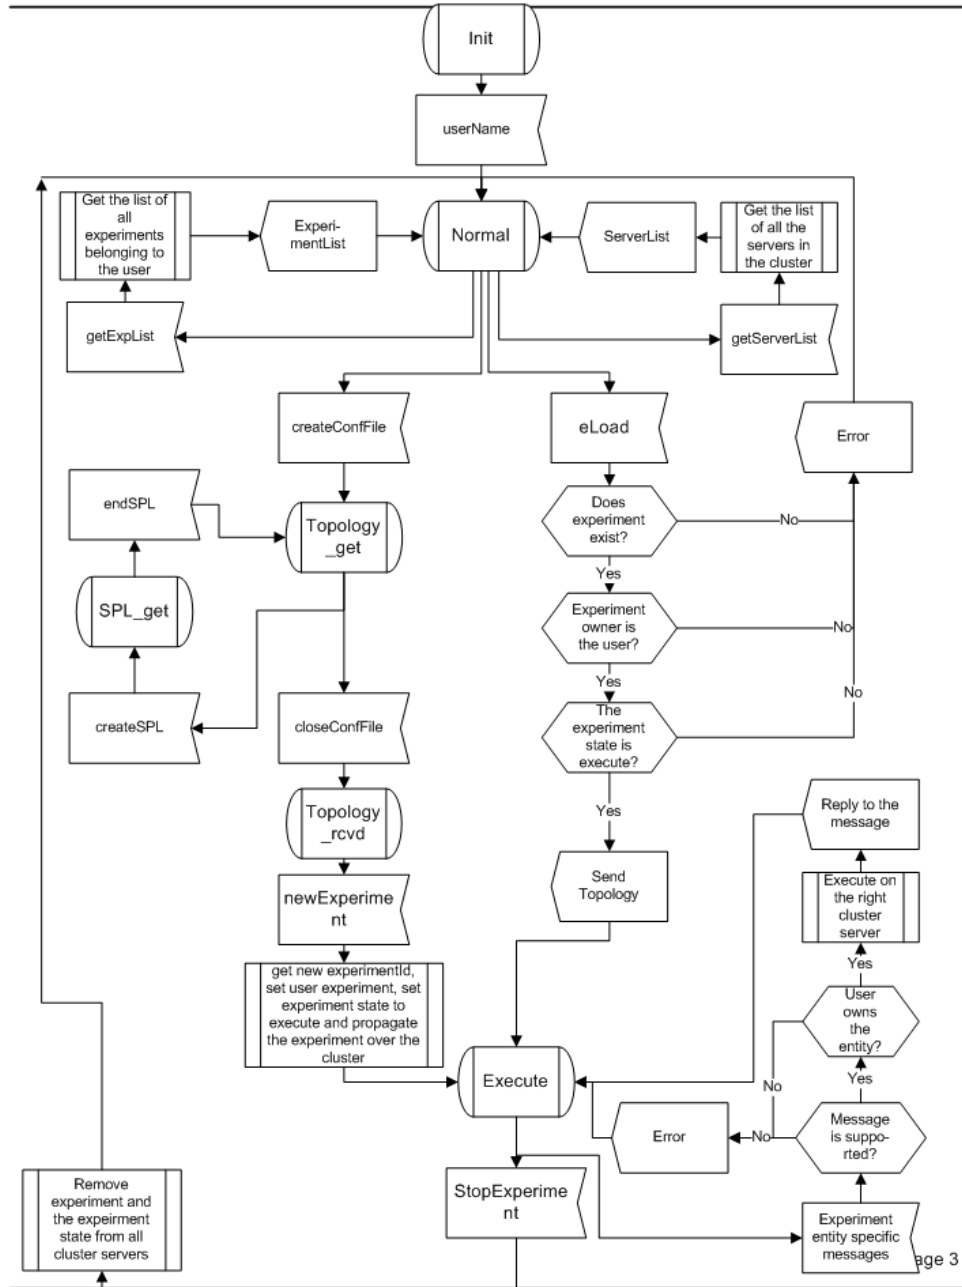 Init
userName
Get the list of
all
experiments
belonging to
the user
Experi-
mentList
Normal
ServerList
Get the list
of all the
servers in
the cluster
getExpList
getServerList
createConfFile
eLoad
Error
endSPL
Topology
_get
Does
experiment
exist?
No
Yes
SPL_get
Experiment
owner is
the user?
No
Yes
No
createSPL
closeConfFile
The
experiment
state is
execute?
Yes
Topology
_rcvd
Reply to the
message
Send
Topology
newExperime
nt
Execute on
the right
cluster
server
Yes
get new experimentId,
set user experiment, set
experiment state to
execute and propagate
the experiment over the
cluster
User
owns
the
entity?
Execute
No
Yes
Error
No
Message
is suppo-
rted?
Remove
experiment and
the expeirment
state from all
cluster servers
StopExperime
nt
Experiment
entity specific
messages
age 3